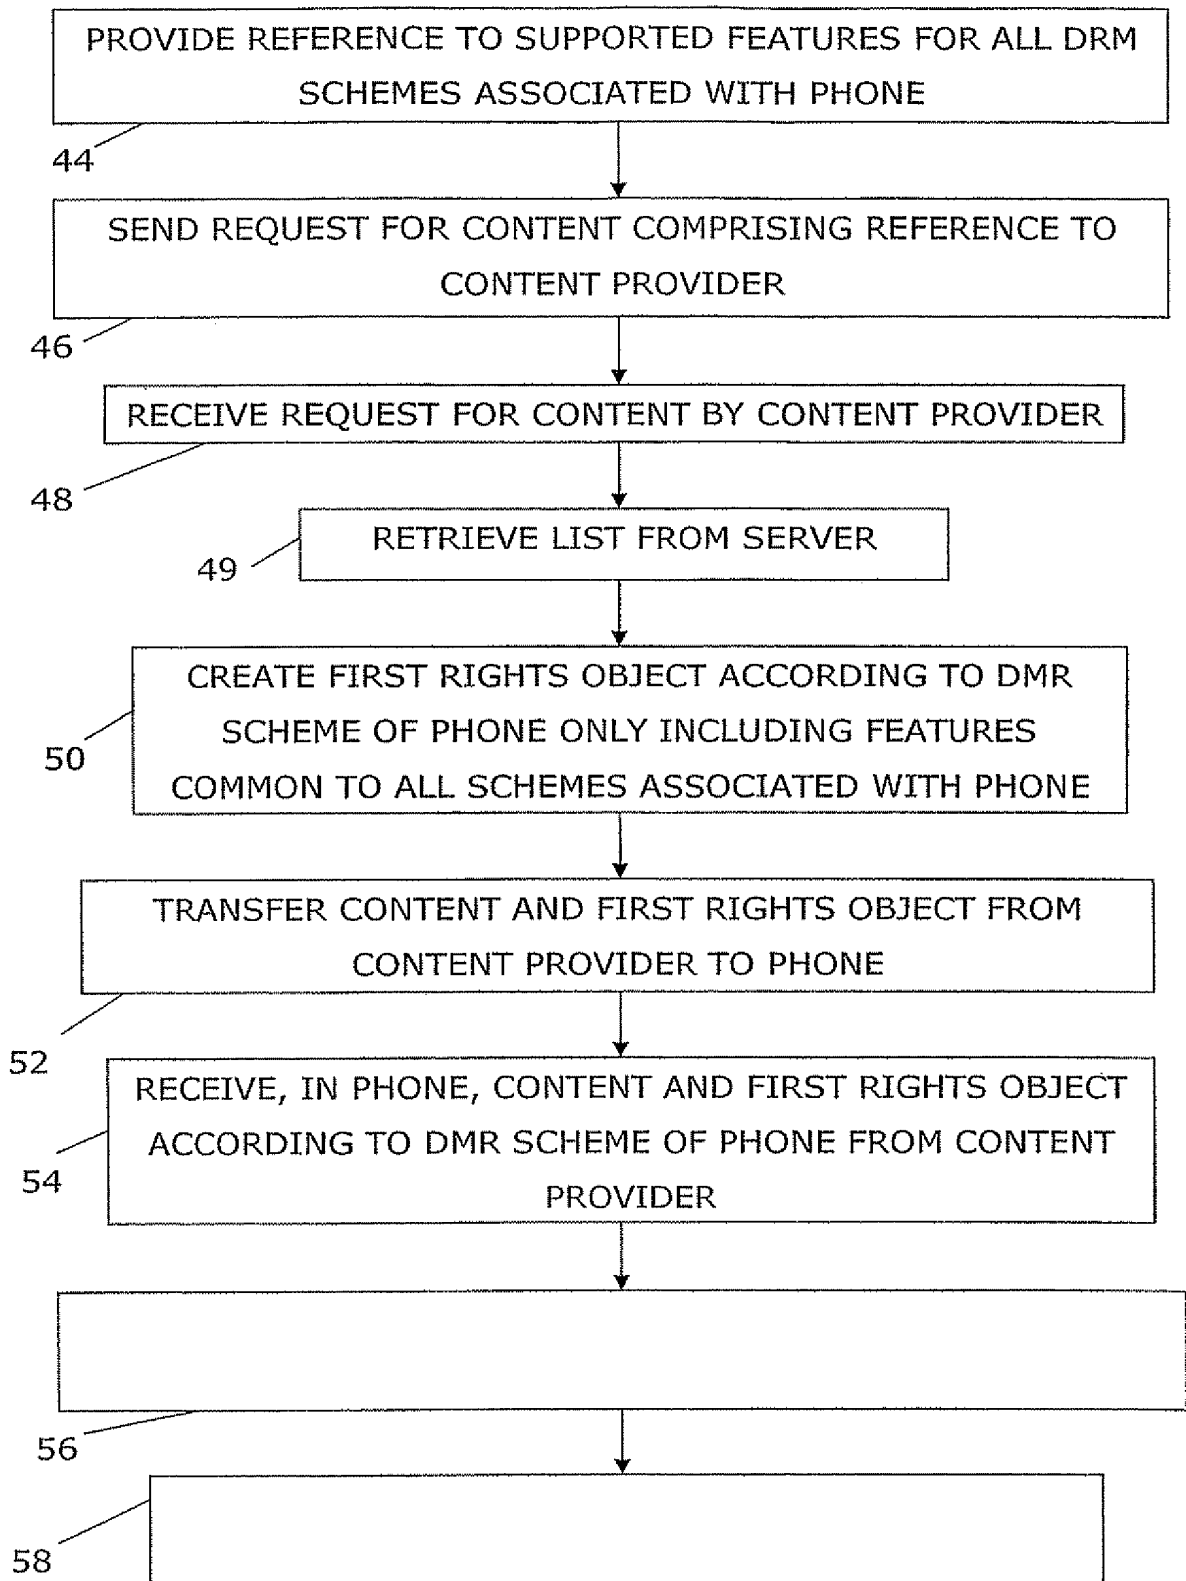 PROVIDE REFERENCE TO SUPPORTED FEATURES FOR ALL DRM
SCHEMES ASSOCIATED WITH PHONE
44
SEND REQUEST FOR CONTENT COMPRISING REFERENCE TO
CONTENT PROVIDER
46
RECEIVE REQUEST FOR CONTENT BY CONTENT PROVIDER
48
RETRIEVE LIST FROM SERVER
49
CREATE FIRST RIGHTS OBJECT ACCORDING TO DMR
SCHEME OF PHONE ONLY INCLUDING FEATURES
COMMON TO ALL SCHEMES ASSOCIATED WITH PHONE
50
TRANSFER CONTENT AND FIRST RIGHTS OBJECT FROM
CONTENT PROVIDER TO PHONE
52
RECEIVE, IN PHONE, CONTENT AND FIRST RIGHTS OBJECT
ACCORDING TO DMR SCHEME OF PHONE FROM CONTENT
PROVIDER
54
56
58